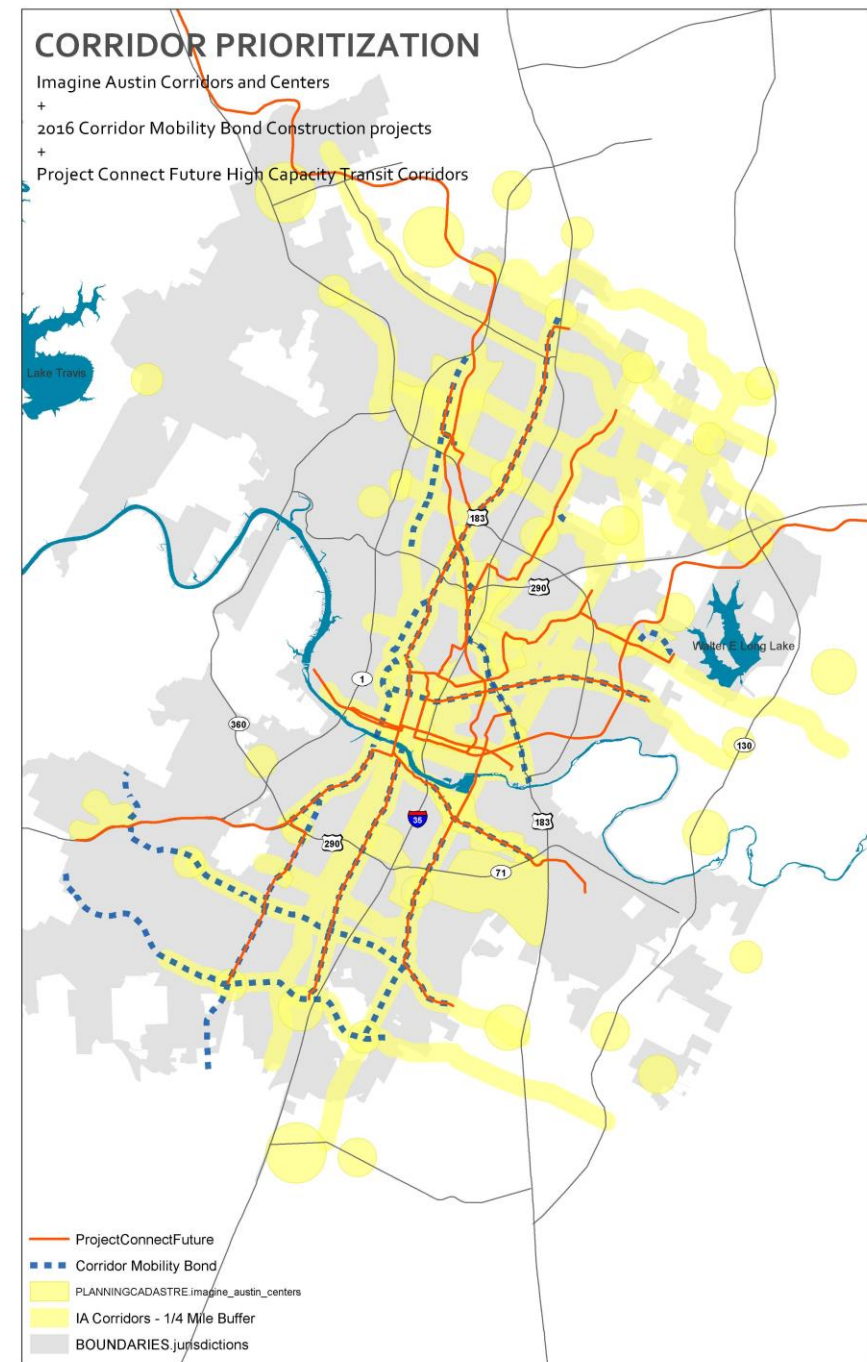 CORRIDOR PRIORITIZATION
Imagine Austin Corridors and Centers
+
2016 Corridor Mobility Bond Construction projects
+
Project Connect Future High Capacity Transit Corridors
Lake Travis
183
290
Walter E Long Lake
1
360
130
35
183
290
71
ProjectConnectFuture
Corridor Mobility Bond
PLANNINGCADASTRE.imagine_austin_centers
IA Corridors - 1/4 Mile Buffer
BOUNDARIES.jurisdictions